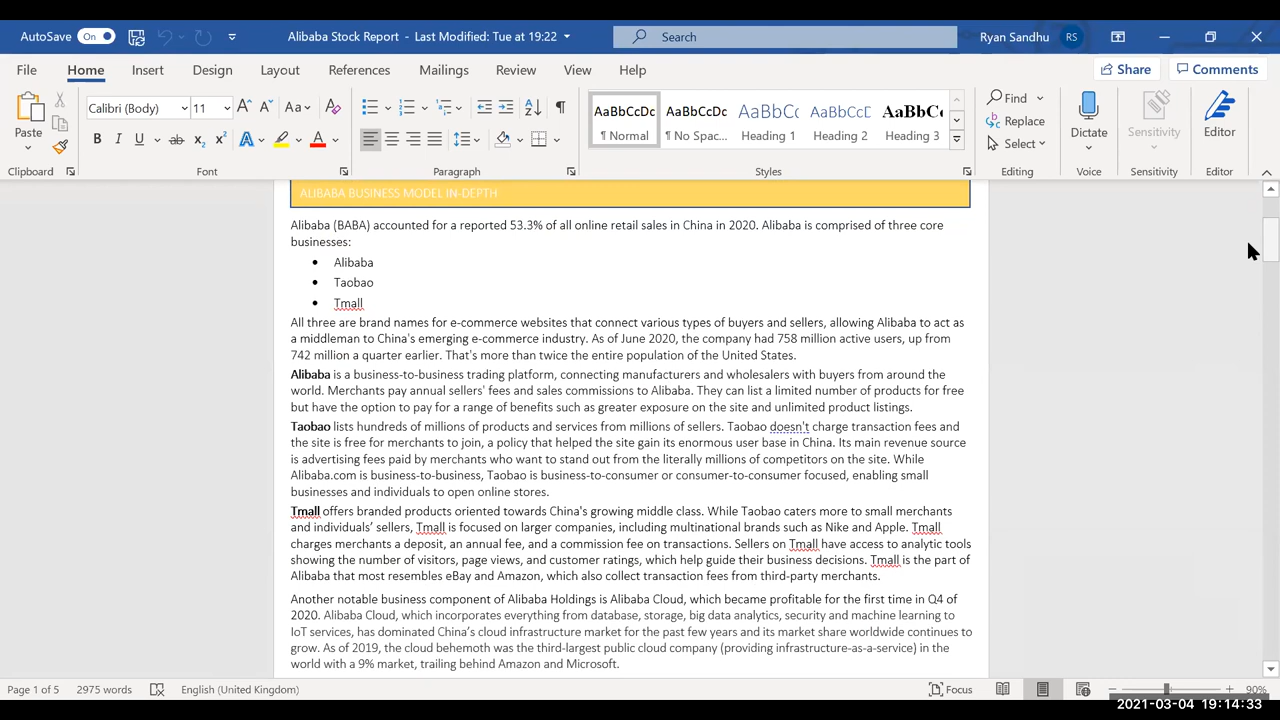 AutoSave On Alibaba Stock Report - Last Modified: Tue at 19:22 Search Ryan Sandhu RS
File Home Insert Design Layout References Mailings Review View Help Share Comments
Calibri (Body) 11 Aa AaBbCcDc AaBbCcDc AaBbCc AaBbCcD AaBbC Find
Paste B I U ab x₂ x² A A ¶ Normal ¶ No Spac... Heading 1 Heading 2 Heading 3 Replace Dictate Sensitivity Editor
Select
Clipboard Font Paragraph Styles Editing Voice Sensitivity Editor
ALIBABA BUSINESS MODEL IN-DEPTH
Alibaba (BABA) accounted for a reported 53.3% of all online retail sales in China in 2020. Alibaba is comprised of three core
businesses:
• Alibaba
• Taobao
• Tmall
All three are brand names for e-commerce websites that connect various types of buyers and sellers, allowing Alibaba to act as
a middleman to China's emerging e-commerce industry. As of June 2020, the company had 758 million active users, up from
742 million a quarter earlier. That's more than twice the entire population of the United States.
Alibaba is a business-to-business trading platform, connecting manufacturers and wholesalers with buyers from around the
world. Merchants pay annual sellers' fees and sales commissions to Alibaba. They can list a limited number of products for free
but have the option to pay for a range of benefits such as greater exposure on the site and unlimited product listings.
Taobao lists hundreds of millions of products and services from millions of sellers. Taobao doesn't charge transaction fees and
the site is free for merchants to join, a policy that helped the site gain its enormous user base in China. Its main revenue source
is advertising fees paid by merchants who want to stand out from the literally millions of competitors on the site. While
Alibaba.com is business-to-business, Taobao is business-to-consumer or consumer-to-consumer focused, enabling small
businesses and individuals to open online stores.
Tmall offers branded products oriented towards China's growing middle class. While Taobao caters more to small merchants
and individuals’ sellers, Tmall is focused on larger companies, including multinational brands such as Nike and Apple. Tmall
charges merchants a deposit, an annual fee, and a commission fee on transactions. Sellers on Tmall have access to analytic tools
showing the number of visitors, page views, and customer ratings, which help guide their business decisions. Tmall is the part of
Alibaba that most resembles eBay and Amazon, which also collect transaction fees from third-party merchants.
Another notable business component of Alibaba Holdings is Alibaba Cloud, which became profitable for the first time in Q4 of
2020. Alibaba Cloud, which incorporates everything from database, storage, big data analytics, security and machine learning to
IoT services, has dominated China’s cloud infrastructure market for the past few years and its market share worldwide continues to
grow. As of 2019, the cloud behemoth was the third-largest public cloud company (providing infrastructure-as-a-service) in the
world with a 9% market, trailing behind Amazon and Microsoft.
Page 1 of 5 2975 words English (United Kingdom) Focus 90%
2021-03-04 19:14:33